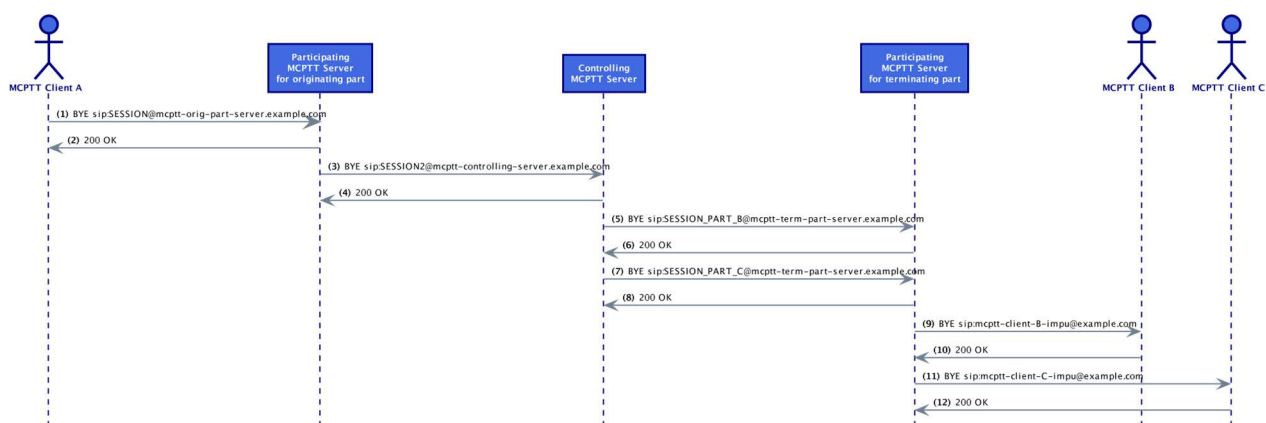 Participating
MCPTT Server
for originating part
Controlling
MCPTT Server
Participating
MCPTT Server
for terminating part
MCPTT Client A
MCPTT Client B
MCPTT Client C
(1) BYE sip:SESSION@mcptt-orig-part-server.example.com
(2) 200 OK
(3) BYE sip:SESSION2@mcptt-controlling-server.example.com
(4) 200 OK
(5) BYE sip:SESSION_PART_B@mcptt-term-part-server.example.com
(6) 200 OK
(7) BYE sip:SESSION_PART_C@mcptt-term-part-server.example.com
(8) 200 OK
(9) BYE sip:mcptt-client-B-impu@example.com
(10) 200 OK
(11) BYE sip:mcptt-client-C-impu@example.com
(12) 200 OK